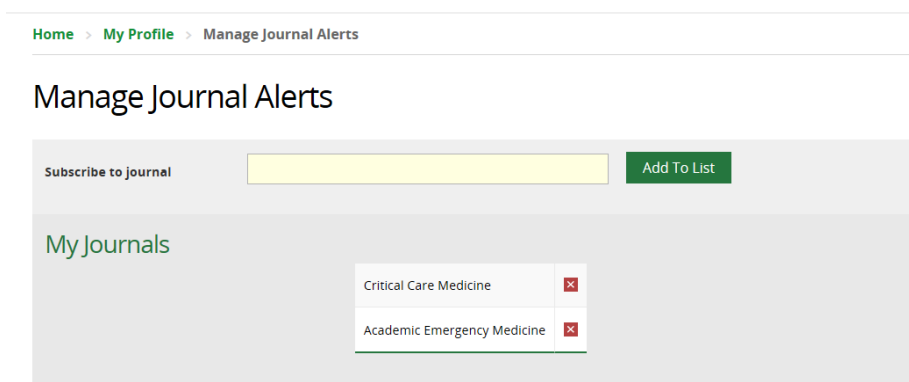 Home > My Profile > Manage Journal Alerts
Manage Journal Alerts
Subscribe to journal
Add To List
My Journals
Critical Care Medicine
Academic Emergency Medicine